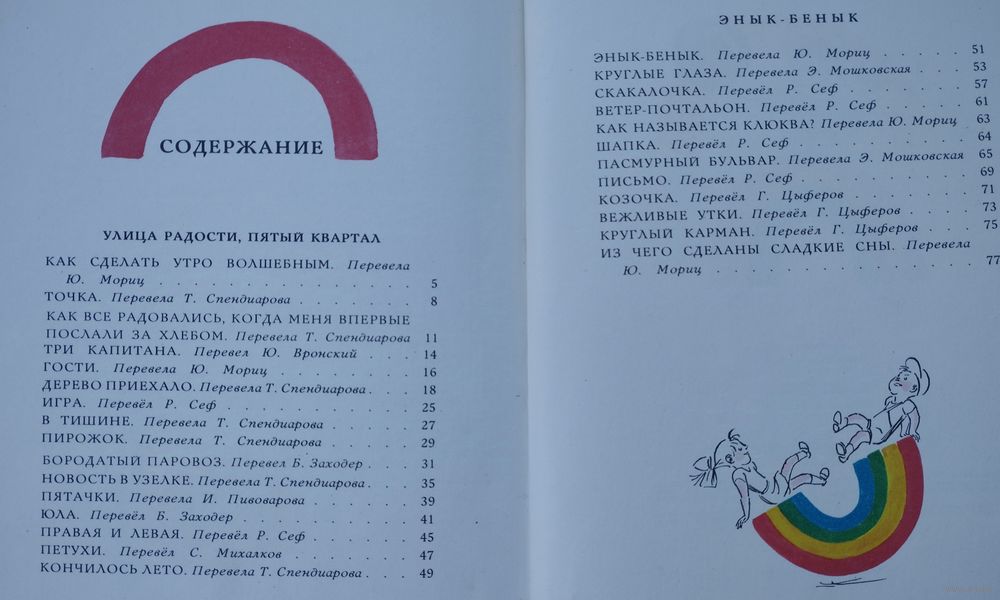 СОДЕРЖАНИЕ
УЛИЦА РАДОСТИ, ПЯТЫЙ КВАРТАЛ
КАК СДЕЛАТЬ УТРО ВОЛШЕБНЫМ. Перевела
Ю. Мориц . . . . . . . . . . . . . . 5
ТОЧКА. Перевела Т. Спендиарова . . . . . . . 8
КАК ВСЕ РАДОВАЛИСЬ, КОГДА МЕНЯ ВПЕРВЫЕ
ПОСЛАЛИ ЗА ХЛЕБОМ. Перевела Т. Спендиарова 11
ТРИ КАПИТАНА. Перевел Ю. Вронский . . . 14
ГОСТИ. Перевела Ю. Мориц . . . . . . . . 16
ДЕРЕВО ПРИЕХАЛО. Перевела Т. Спендиарова . . . 18
ИГРА. Перевёл Р. Сеф . . . . . . . . . . 25
В ТИШИНЕ. Перевела Т. Спендиарова . . . . . 27
ПИРОЖОК. Перевела Т. Спендиарова . . . . . 29
БОРОДАТЫЙ ПАРОВОЗ. Перевел Б. Заходер . . . 31
НОВОСТЬ В УЗЕЛКЕ. Перевела Т. Спендиарова . . . 35
ПЯТАЧКИ. Перевела И. Пивоварова . . . . . . 39
ЮЛА. Перевёл Б. Заходер . . . . . . . . . 41
ПРАВАЯ И ЛЕВАЯ. Перевёл Р. Сеф . . . . . . 45
ПЕТУХИ. Перевёл С. Михалков . . . . . . . 47
КОНЧИЛОСЬ ЛЕТО. Перевела Т. Спендиарова . . . 49
ЭНЫК-БЕНЫК
ЭНЫК-БЕНЫК. Перевела Ю. Мориц . . . . . 51
КРУГЛЫЕ ГЛАЗА. Перевела Э. Мошковская . . . 53
СКАКАЛОЧКА. Перевёл Р. Сеф . . . . . . . 57
ВЕТЕР-ПОЧТАЛЬОН. Перевёл Р. Сеф . . . . . 61
КАК НАЗЫВАЕТСЯ КЛЮКВА? Перевела Ю. Мориц 63
ШАПКА. Перевёл Р. Сеф . . . . . . . . . 64
ПАСМУРНЫЙ БУЛЬВАР. Перевела Э. Мошковская 65
ПИСЬМО. Перевёл Р. Сеф . . . . . . . . . 69
КОЗОЧКА. Перевёл Г. Цыферов . . . . . . . 71
ВЕЖЛИВЫЕ УТКИ. Перевёл Г. Цыферов . . . . 73
КРУГЛЫЙ КАРМАН. Перевёл Г. Цыферов . . . . 75
ИЗ ЧЕГО СДЕЛАНЫ СЛАДКИЕ СНЫ. Перевела
Ю. Мориц . . . . . . . . . . . . . . 77